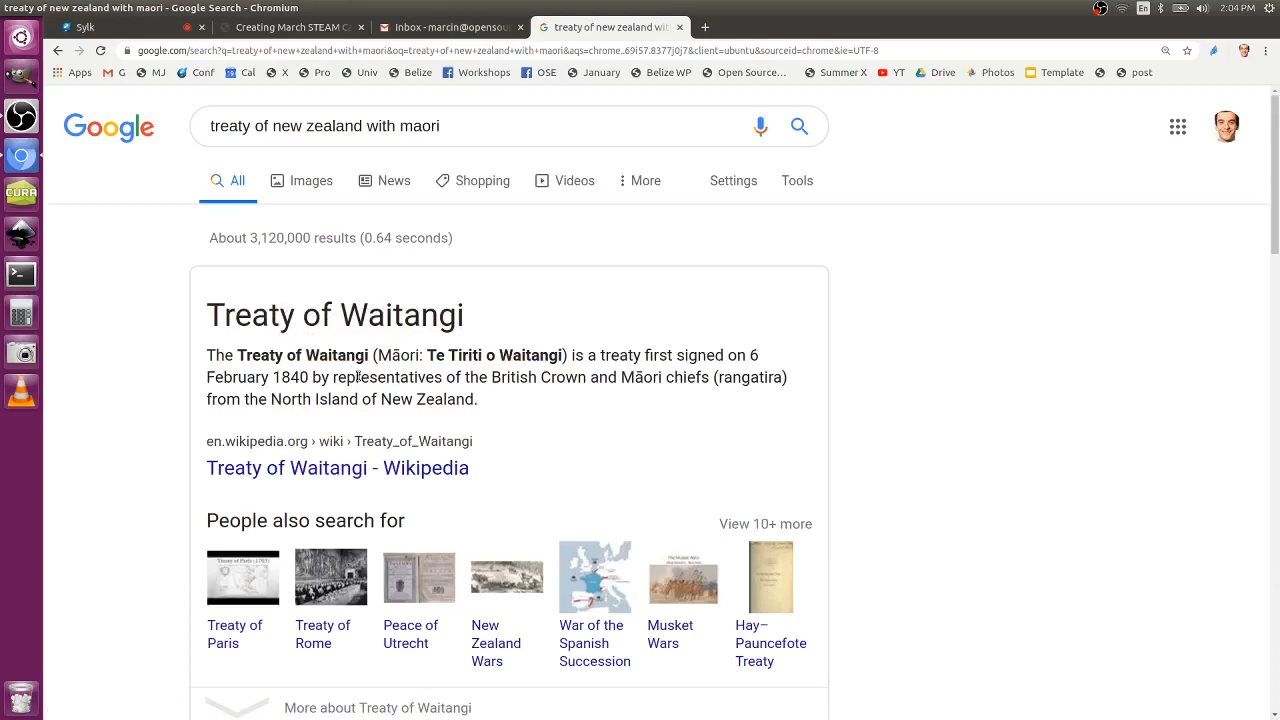 treaty of new zealand with maori - Google Search - Chromium
En
2:04 PM
Sylk
Creating March STEAM C
Inbox - marcin@opensou
treaty of new zealand wit
google.com/search?q=treaty+of+new+zealand+with+maori&oq=treaty+of+new+zealand+with+maori&aqs=chrome..69i57.8377j0j7&client=ubuntu&sourceid=chrome&ie=UTF-8
Apps
G
MJ
Conf
Cal
X
Pri
Univ
Belize
Workshops
OSE
January
Belize WP
Open Source...
Summer X
YT
Drive
Photos
Template
post
Google
treaty of new zealand with maori
All
Images
News
Shopping
Videos
More
Settings
Tools
CURA
About 3,120,000 results (0.64 seconds)
Treaty of Waitangi
The Treaty of Waitangi (Māori: Te Tiriti o Waitangi) is a treaty first signed on 6
February 1840 by representatives of the British Crown and Māori chiefs (rangatira)
from the North Island of New Zealand.
en.wikipedia.org › wiki › Treaty_of_Waitangi
Treaty of Waitangi - Wikipedia
People also search for
View 10+ more
Treaty of
Paris
Treaty of
Rome
Peace of
Utrecht
New
Zealand
Wars
War of the
Spanish
Succession
Musket
Wars
Hay–
Pauncefote
Treaty
More about Treaty of Waitangi